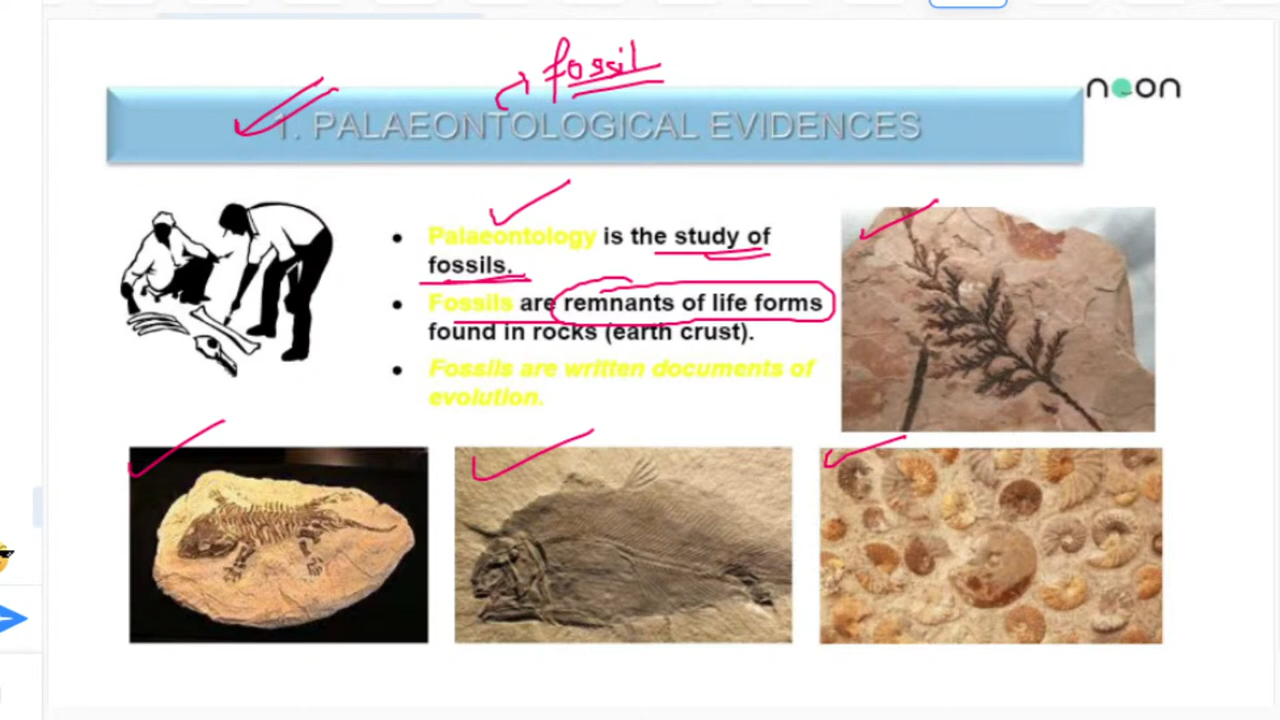 fossil
noon
1. PALAEONTOLOGICAL EVIDENCES
• Palaeontology is the study of
fossils.
• Fossils are remnants of life forms
found in rocks (earth crust).
• Fossils are written documents of
evolution.